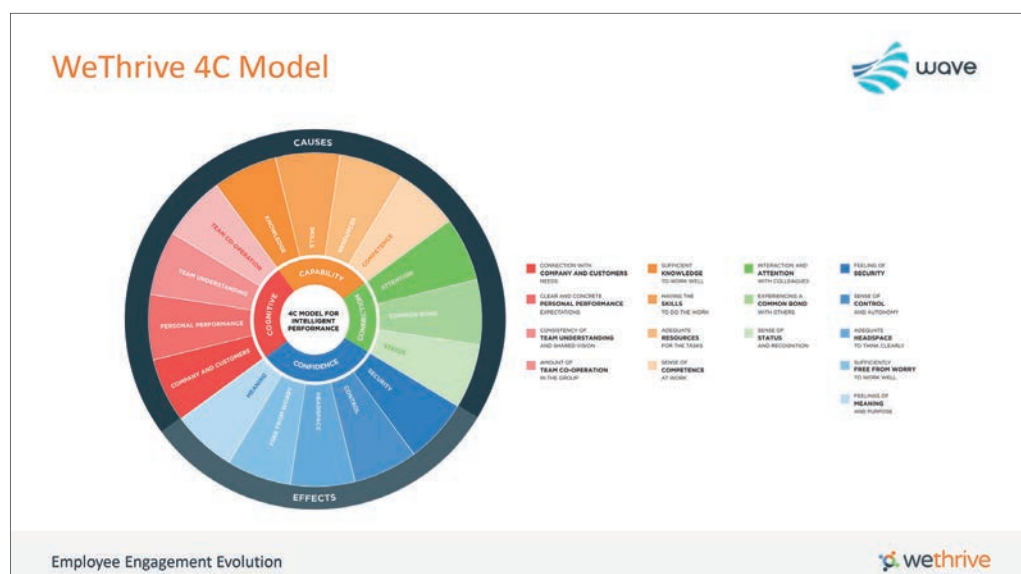 WeThrive 4C Model
wave
CAUSES
TEAM CO-OPERATION
KNOWLEDGE
SKILLS
RESOURCES
COMPETENCE
TEAM UNDERSTANDING
CAPABILITY
ATTENTION
PERSONAL PERFORMANCE
COGNITIVE
4C MODEL FOR
INTELLIGENT
PERFORMANCE
CONNECTION
COMMON BOND
COMPANY AND CUSTOMERS
CONFIDENCE
STATUS
MEANING
FREE FROM WORRY
HEADSPACE
CONTROL
SECURITY
EFFECTS
CONNECTION WITH
COMPANY AND CUSTOMERS
NEEDS
CLEAR AND CONCRETE
PERSONAL PERFORMANCE
EXPECTATIONS
CONSISTENCY OF
TEAM UNDERSTANDING
AND SHARED VISION
AMOUNT OF
TEAM CO-OPERATION
IN THE GROUP
SUFFICIENT
KNOWLEDGE
TO WORK WELL
HAVING THE
SKILLS
TO DO THE WORK
ADEQUATE
RESOURCES
FOR THE TASKS
SENSE OF
COMPETENCE
AT WORK
INTERACTION AND
ATTENTION
WITH COLLEAGUES
EXPERIENCING A
COMMON BOND
WITH OTHERS
SENSE OF
STATUS
AND RECOGNITION
FEELING OF
SECURITY
SENSE OF
CONTROL
AND AUTONOMY
ADEQUATE
HEADSPACE
TO THINK CLEARLY
SUFFICIENTLY
FREE FROM WORRY
TO WORK WELL
FEELINGS OF
MEANING
AND PURPOSE
Employee Engagement Evolution
wethrive